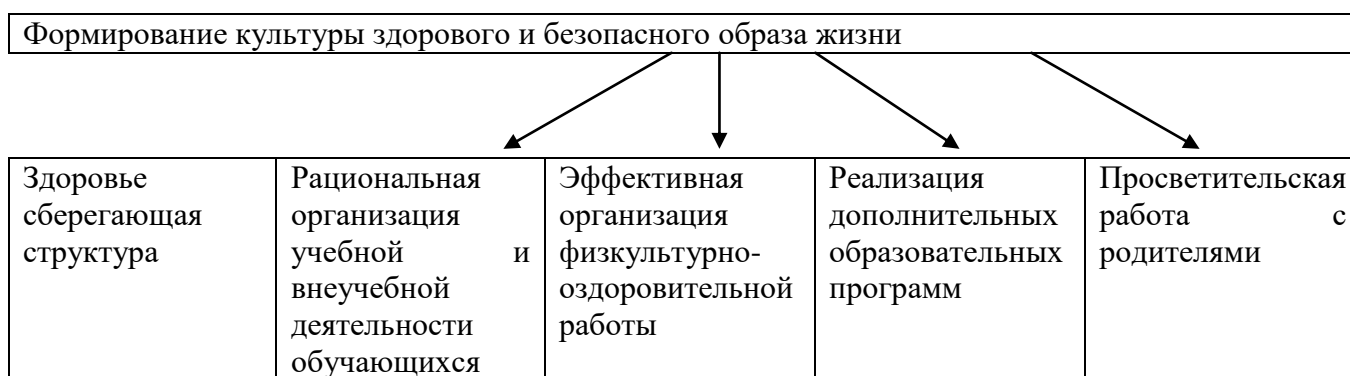 Формирование культуры здорового и безопасного образа жизни
Здоровье
сберегающая
структура
Рациональная
организация
учебной и
внеучебной
деятельности
обучающихся
Эффективная
организация
физкультурно-
оздоровительной
работы
Реализация
дополнительных
образовательных
программ
Просветительская
работа с
родителями